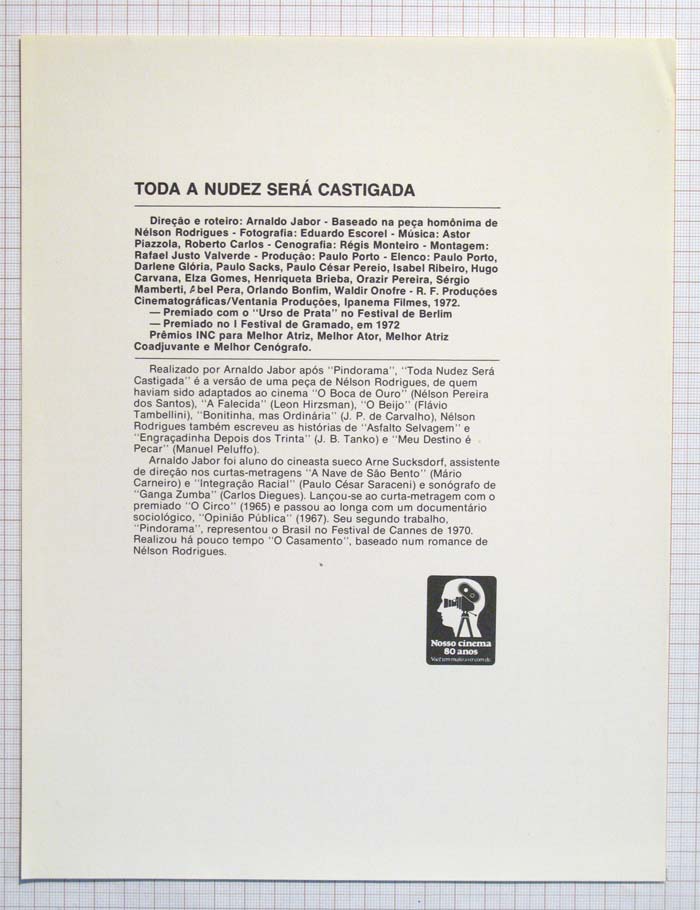 TODA A NUDEZ SERÁ CASTIGADA
Direção e roteiro: Arnaldo Jabor - Baseado na peça homônima de
Nélson Rodrigues - Fotografia: Eduardo Escorel - Música: Astor
Piazzola, Roberto Carlos - Cenografia: Régis Monteiro - Montagem:
Rafael Justo Valverde - Produção: Paulo Porto - Elenco: Paulo Porto,
Darlene Glória, Paulo Sacks, Paulo César Pereio, Isabel Ribeiro, Hugo
Carvana, Elza Gomes, Henriqueta Brieba, Orazir Pereira, Sérgio
Mamberti, Abel Pera, Orlando Bonfim, Waldir Onofre - R. F. Produções
Cinematográficas/Ventania Produções, Ipanema Filmes, 1972.
— Premiado com o "Urso de Prata" no Festival de Berlim
— Premiado no I Festival de Gramado, em 1972
Prêmios INC para Melhor Atriz, Melhor Ator, Melhor Atriz
Coadjuvante e Melhor Cenógrafo.
Realizado por Arnaldo Jabor após "Pindorama", "Toda Nudez Será
Castigada" é a versão de uma peça de Nélson Rodrigues, de quem
haviam sido adaptados ao cinema "O Boca de Ouro" (Nélson Pereira
dos Santos), "A Falecida" (Leon Hirzsman), "O Beijo" (Flávio
Tambellini), "Bonitinha, mas Ordinária" (J. P. de Carvalho), Nélson
Rodrigues também escreveu as histórias de "Asfalto Selvagem" e
"Engraçadinha Depois dos Trinta" (J. B. Tanko) e "Meu Destino é
Pecar" (Manuel Peluffo).
Arnaldo Jabor foi aluno do cineasta sueco Arne Sucksdorf, assistente
de direção nos curtas-metragens "A Nave de São Bento" (Mário
Carneiro) e "Integração Racial" (Paulo César Saraceni) e sonógrafo de
"Ganga Zumba" (Carlos Diegues). Lançou-se ao curta-metragem com o
premiado "O Circo" (1965) e passou ao longa com um documentário
sociológico, "Opinião Pública" (1967). Seu segundo trabalho,
"Pindorama", representou o Brasil no Festival de Cannes de 1970.
Realizou há pouco tempo "O Casamento", baseado num romance de
Nélson Rodrigues.
Nosso cinema
80 anos
Você tem muito a ver com ele.